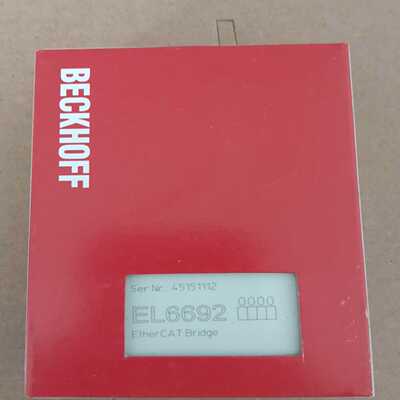 BECKHOFF
Ser Nr. 45151112
EL6692 0000
EtherCAT Bridge